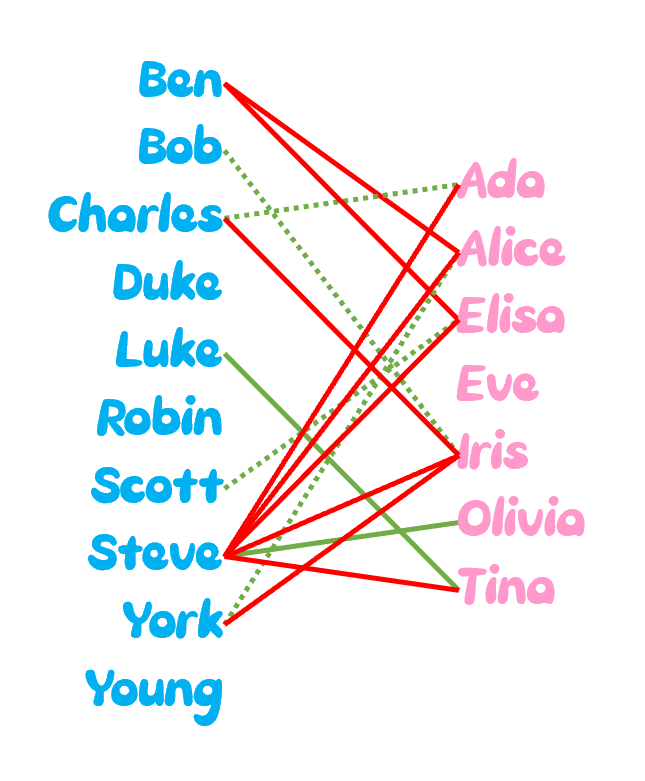 Ben
Bob
Charles
Duke
Luke
Robin
Scott
Steve
York
Young
Ada
Alice
Elisa
Eve
Iris
Olivia
Tina